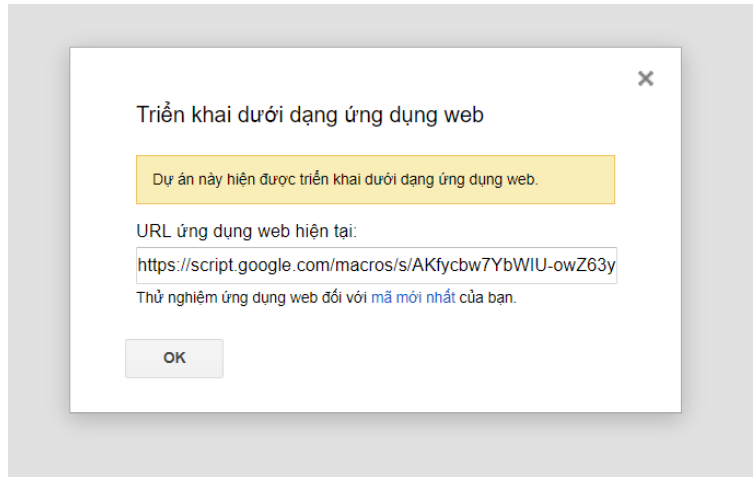 Triển khai dưới dạng ứng dụng web
Dự án này hiện được triển khai dưới dạng ứng dụng web.
URL ứng dụng web hiện tại:
https://script.google.com/macros/s/AKfycbw7YbWIU-owZ63y
Thử nghiệm ứng dụng web đối với mã mới nhất của bạn.
OK